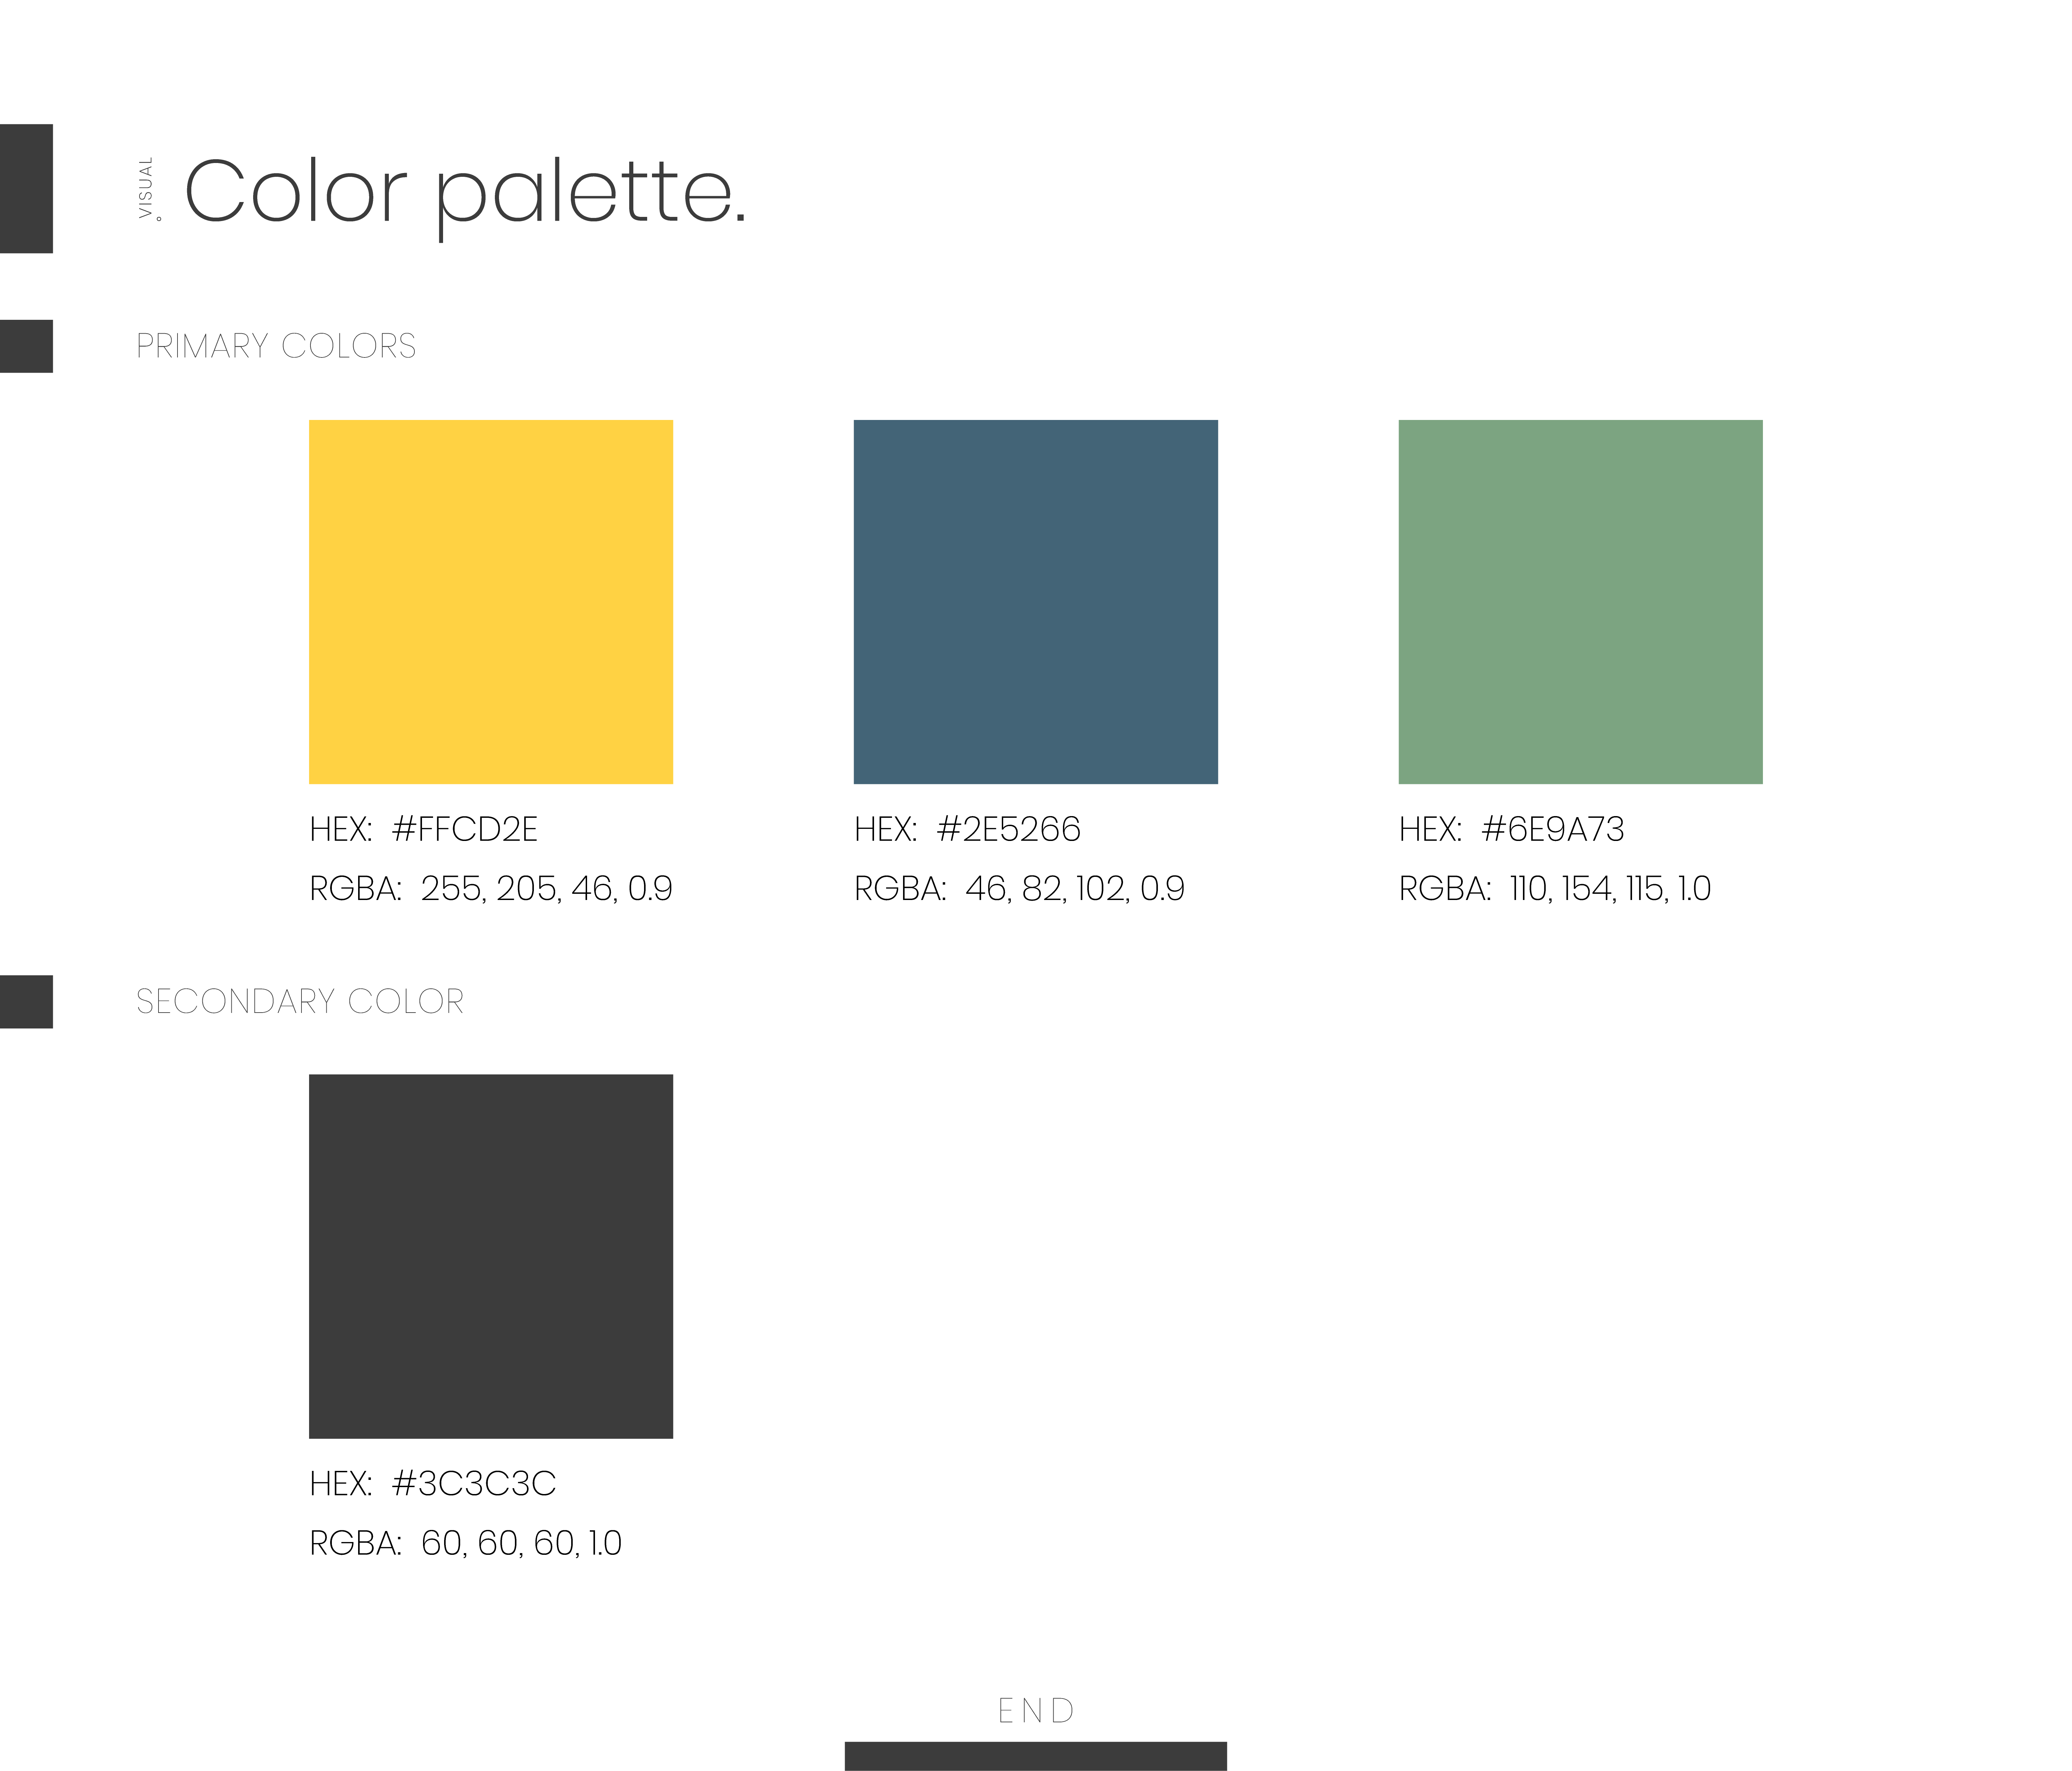 VISUAL
Color palette.
PRIMARY COLORS
HEX: #FFCD2E
RGBA: 255, 205, 46, 0.9
HEX: #2E5266
RGBA: 46, 82, 102, 0.9
HEX: #6E9A73
RGBA: 110, 154, 115, 1.0
SECONDARY COLOR
HEX: #3C3C3C
RGBA: 60, 60, 60, 1.0
END